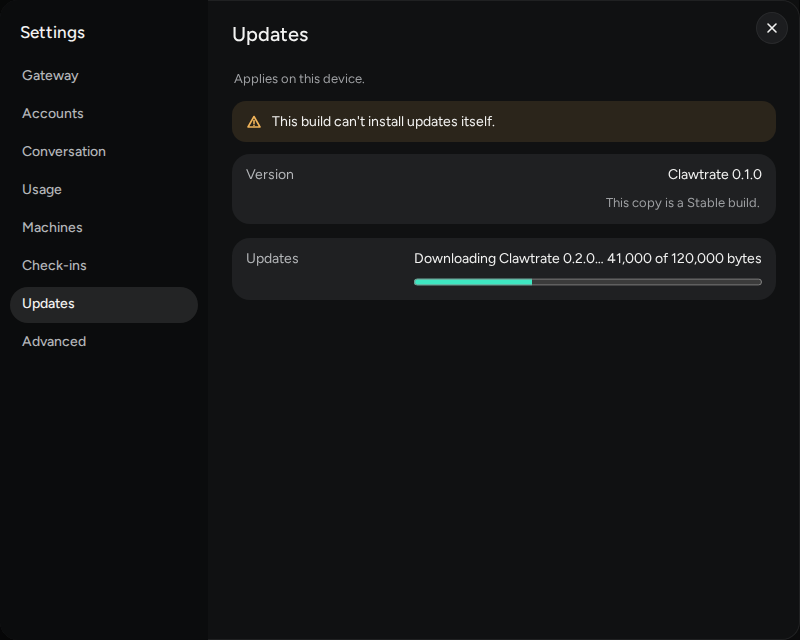 Settings
Gateway
Accounts
Conversation
Usage
Machines
Check-ins
Updates
Advanced
Updates
Applies on this device.
This build can't install updates itself.
Version
Clawtrate 0.1.0
This copy is a Stable build.
Updates
Downloading Clawtrate 0.2.0... 41,000 of 120,000 bytes